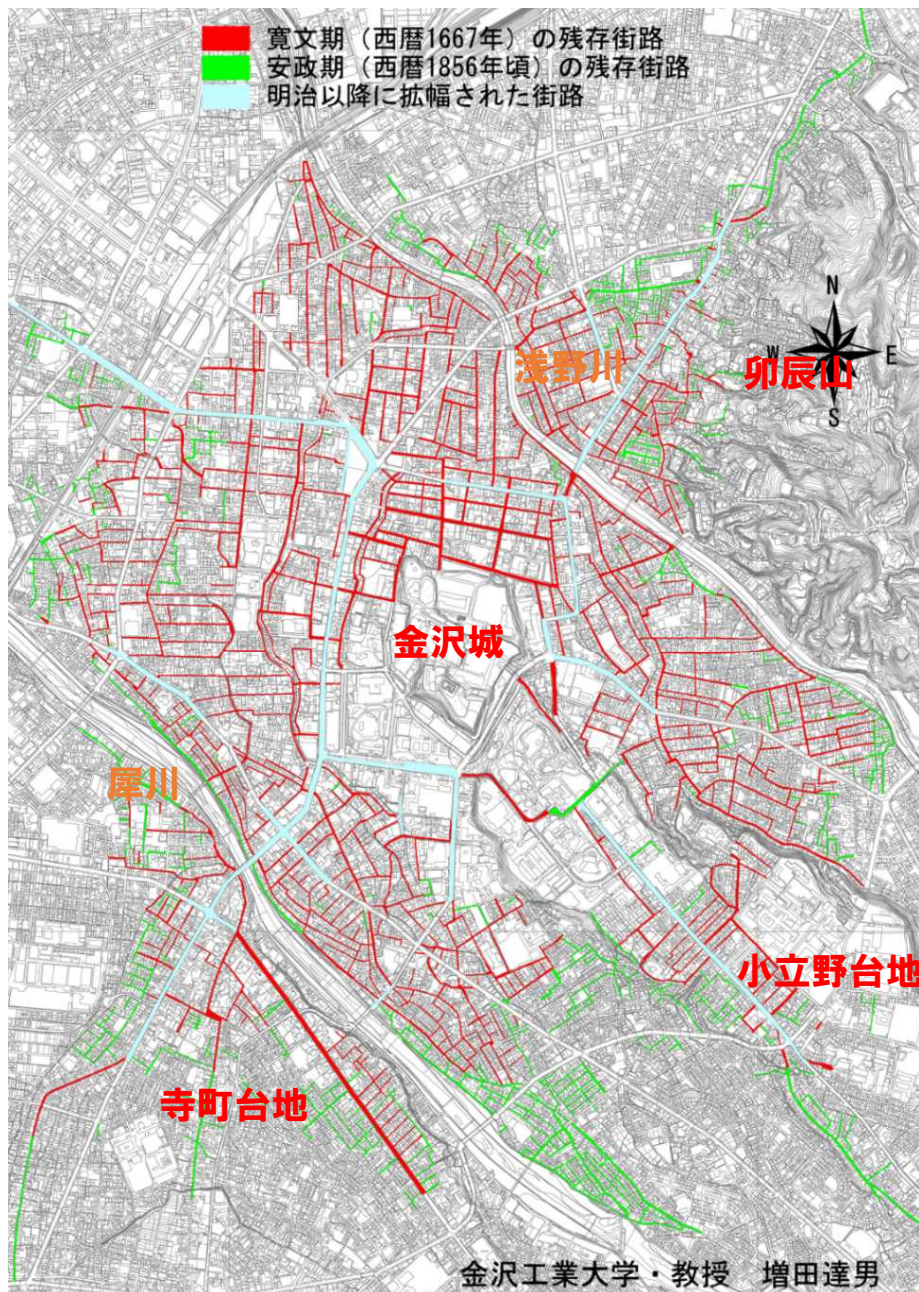 寛文期（西暦1667年）の残存街路
安政期（西暦1856年頃）の残存街路
明治以降に拡幅された街路
N
W
E
S
浅野川
卯辰山
金沢城
犀川
小立野台地
寺町台地
金沢工業大学・教授　増田達男